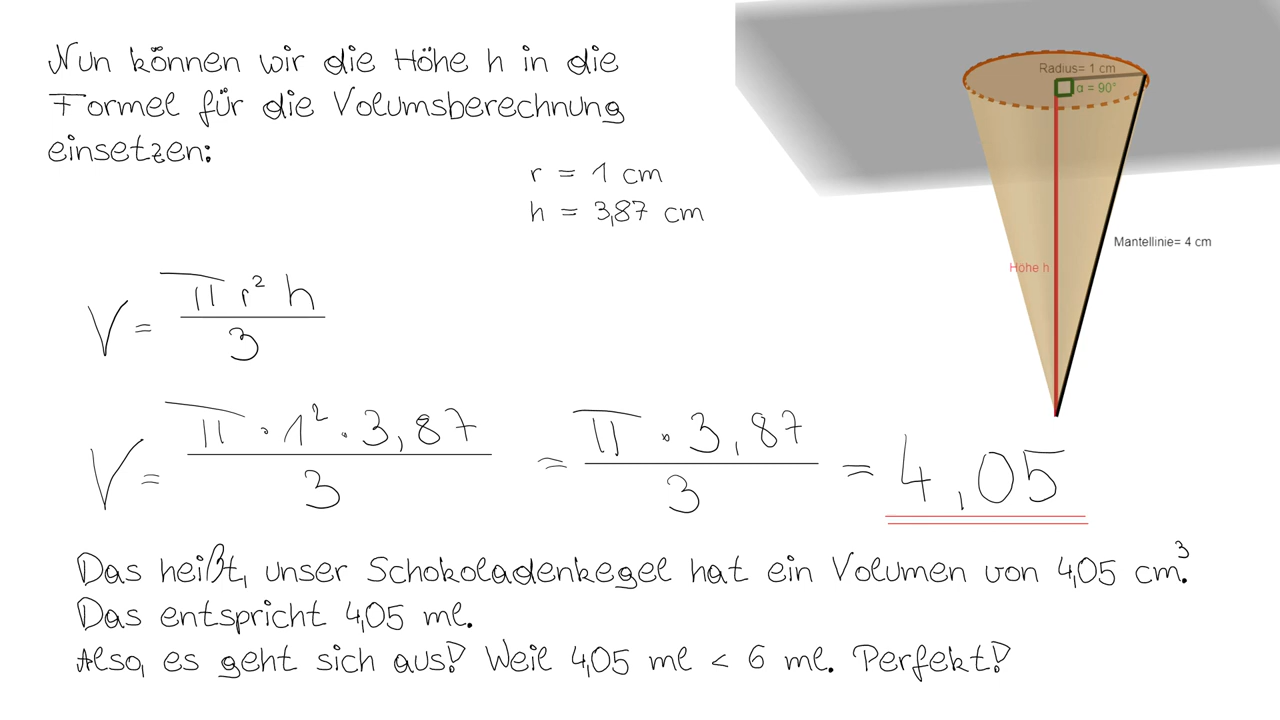 Nun können wir die Höhe h in die
Formel für die Volumsberechnung
einsetzen:
r = 1 cm
h = 3,87 cm
Radius= 1 cm
α = 90°
Mantellinie= 4 cm
Höhe h
V = π r² h / 3
V = π · 1² · 3,87 / 3 = π · 3,87 / 3 = 4,05
Das heißt, unser Schokoladenkegel hat ein Volumen von 4,05 cm³.
Das entspricht 4,05 ml.
Also, es geht sich aus! Weil 4,05 ml < 6 ml. Perfekt!